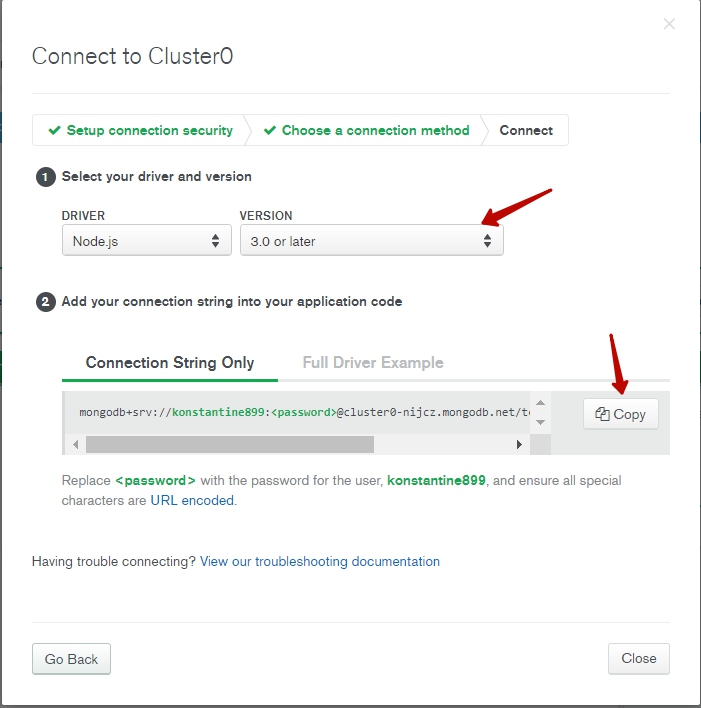 Connect to Cluster0
Setup connection security
Choose a connection method
Connect
1 Select your driver and version
DRIVER
VERSION
Node.js
3.0 or later
2 Add your connection string into your application code
Connection String Only
Full Driver Example
mongodb+srv://konstantine899:<password>@cluster0-nijcz.mongodb.net/t
Copy
Replace <password> with the password for the user, konstantine899, and ensure all special
characters are URL encoded.
Having trouble connecting? View our troubleshooting documentation
Go Back
Close